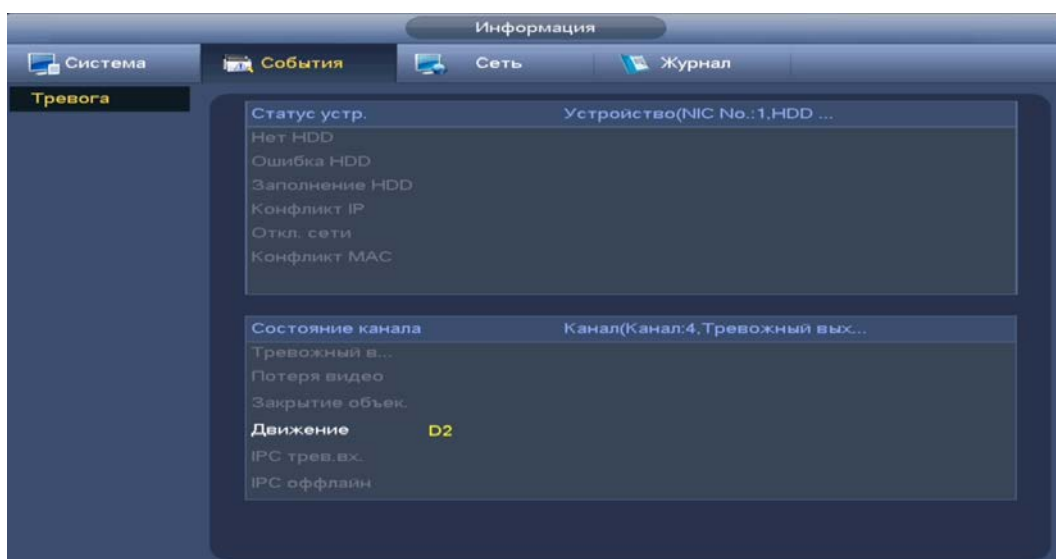 Информация
Система События Сеть Журнал
Тревога
Статус устр. Устройство(NIC No.:1,HDD ...
Нет HDD
Ошибка HDD
Заполнение HDD
Конфликт IP
Откл. сети
Конфликт MAC
Состояние канала Канал(Канал:4,Тревожный вых...
Тревожный в...
Потеря видео
Закрытие объек.
Движение D2
IPC трев.вх.
IPC оффлайн